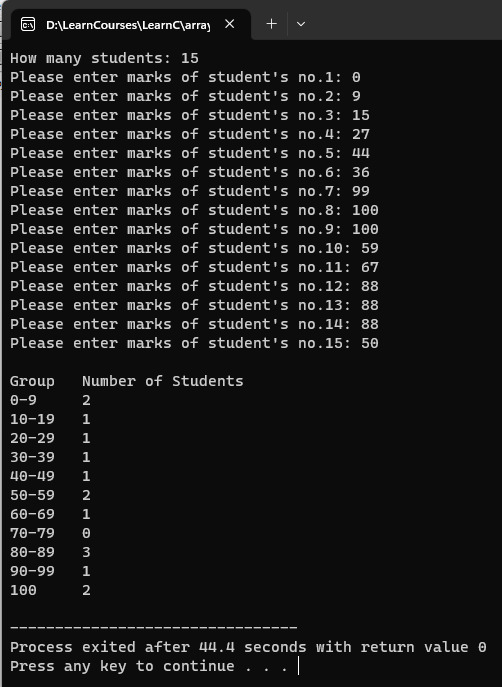 D:\LearnCourses\LearnC\array
How many students: 15
Please enter marks of student's no.1: 0
Please enter marks of student's no.2: 9
Please enter marks of student's no.3: 15
Please enter marks of student's no.4: 27
Please enter marks of student's no.5: 44
Please enter marks of student's no.6: 36
Please enter marks of student's no.7: 99
Please enter marks of student's no.8: 100
Please enter marks of student's no.9: 100
Please enter marks of student's no.10: 59
Please enter marks of student's no.11: 67
Please enter marks of student's no.12: 88
Please enter marks of student's no.13: 88
Please enter marks of student's no.14: 88
Please enter marks of student's no.15: 50
Group Number of Students
0-9 2
10-19 1
20-29 1
30-39 1
40-49 1
50-59 2
60-69 1
70-79 0
80-89 3
90-99 1
100 2
--------------------------------
Process exited after 44.4 seconds with return value 0
Press any key to continue . . .